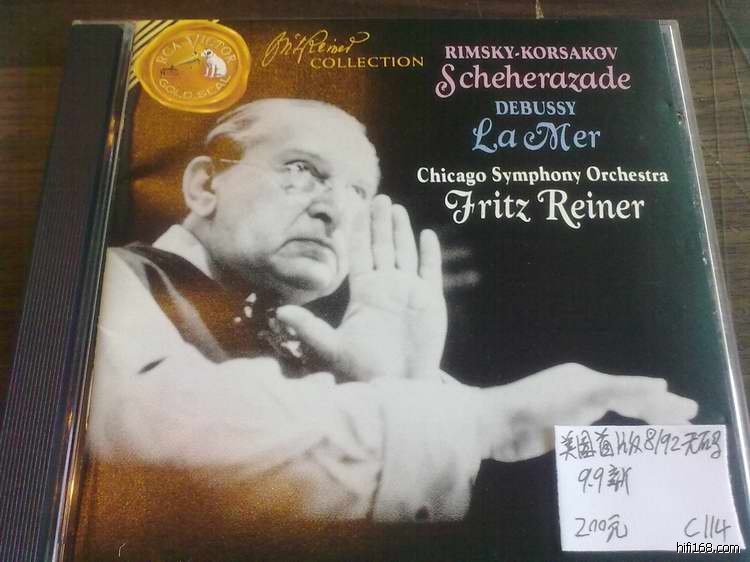 RCA VICTOR
GOLD SEAL
Fritz Reiner
COLLECTION
RIMSKY-KORSAKOV
Scheherazade
DEBUSSY
La Mer
Chicago Symphony Orchestra
Fritz Reiner
美国首版8192无码
9.9新
200元 C114
hifi168.com